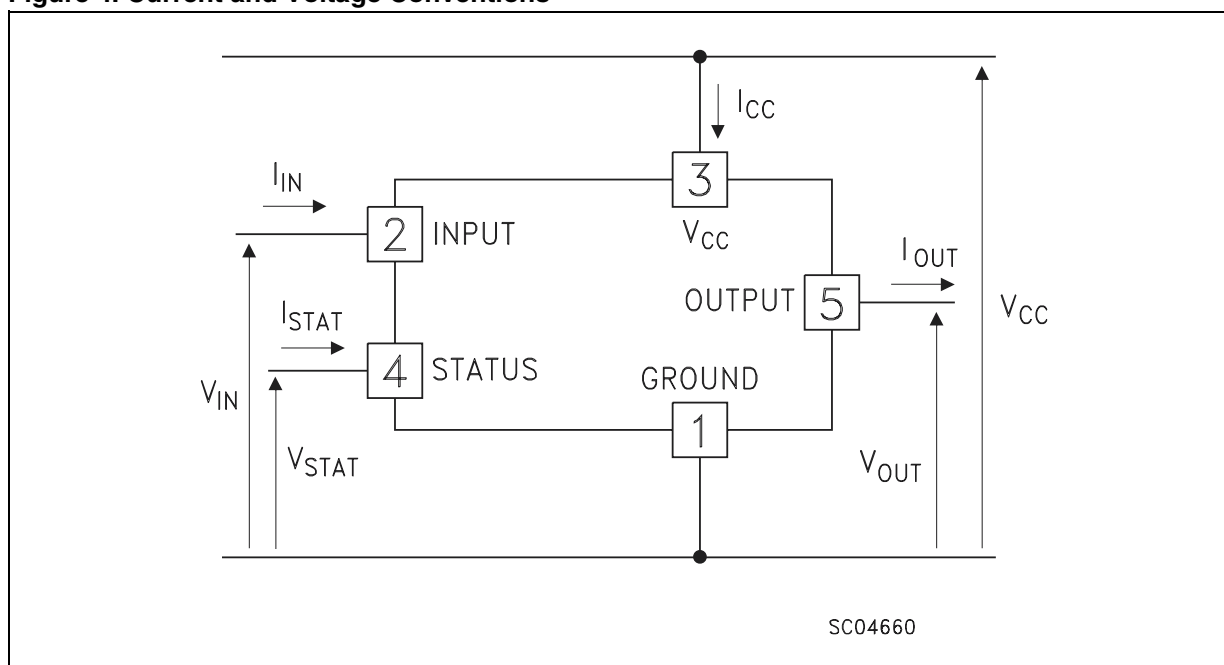 Figure 4. Current and Voltage Conventions
I_CC
3
V_CC
I_IN
2 INPUT
I_OUT
OUTPUT 5
V_CC
I_STAT
4 STATUS
GROUND
1
V_IN
V_STAT
V_OUT
SC04660